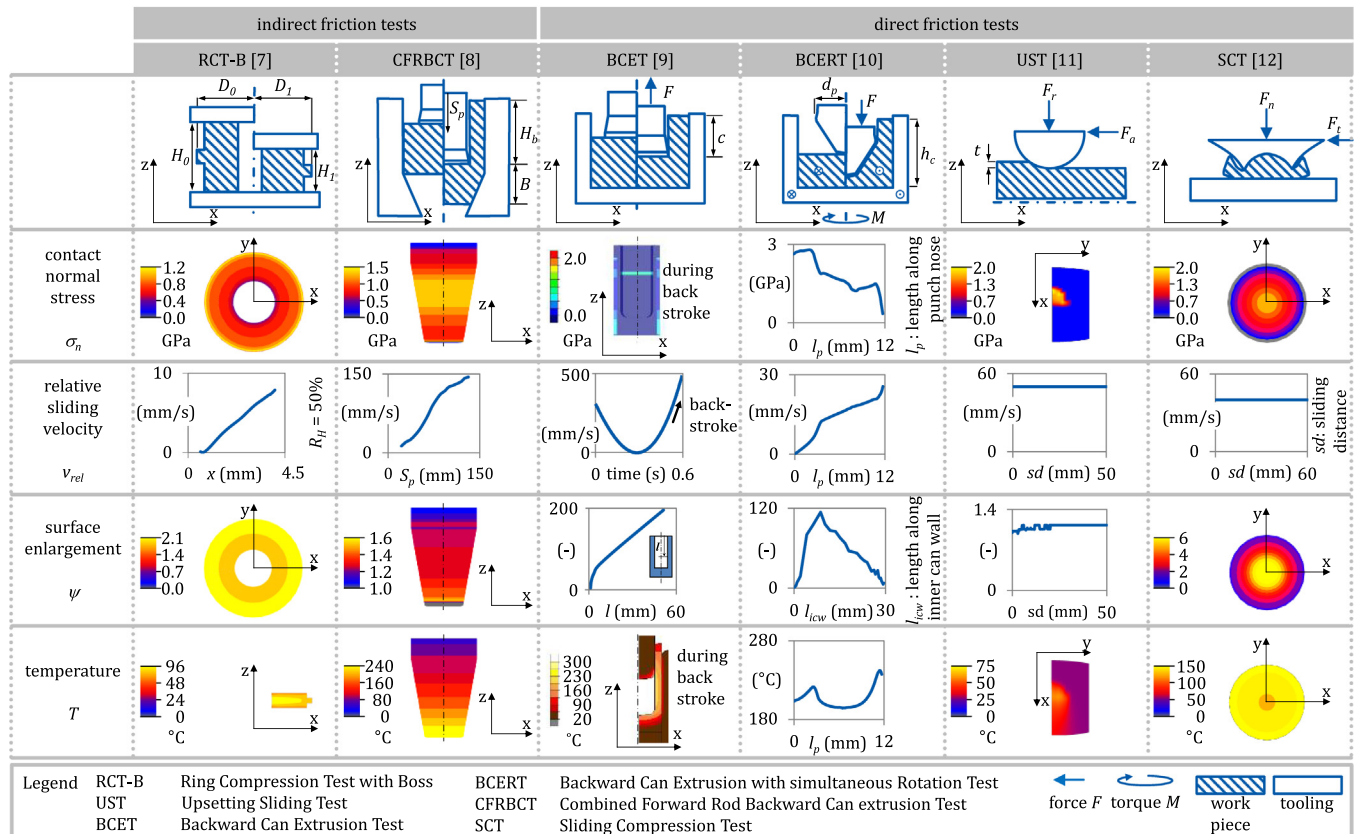 indirect friction tests direct friction tests
RCT-B [7] CFRBCT [8] BCET [9] BCERT [10] UST [11] SCT [12]
D0 D1 H0 H1 z x
Sp Hb B z x
F c z x
dp F hc z x M
Fr Fa t z x
Fn Ft z x
contact
normal
stress
σn
1.2
0.8
0.4
0.0
GPa
y x
1.5
1.0
0.5
0.0
GPa
z x
2.0
0.0
GPa
z x
during
back
stroke
3
(GPa)
0
0 lp (mm) 12
lp : length along
punch nose
y x
2.0
1.3
0.7
0.0
GPa
y x
2.0
1.3
0.7
0.0
GPa
relative
sliding
velocity
vrel
10
(mm/s)
0
0 x (mm) 4.5
RH = 50%
150
(mm/s)
0
0 Sp (mm) 150
500
(mm/s)
0
0 time (s) 0.6
back-
stroke
30
(mm/s)
0
0 lp (mm) 12
60
(mm/s)
0
0 sd (mm) 50
60
(mm/s)
0
0 sd (mm) 60
sd: sliding
distance
surface
enlargement
ψ
2.1
1.4
0.7
0.0
y x
1.6
1.4
1.2
1.0
z x
200
(-)
0
0 l (mm) 60
l
120
(-)
0
0 licw (mm) 30
licw : length along
inner can wall
1.4
(-)
0
0 sd (mm) 50
6
4
2
0
y x
temperature
T
96
48
24
0
°C
z x
240
160
80
0
°C
z x
300
230
160
90
20
°C
z x
during
back
stroke
280
(°C)
180
0 lp (mm) 12
75
50
25
0
°C
y x
150
100
50
0
°C
y x
Legend RCT-B Ring Compression Test with Boss BCERT Backward Can Extrusion with simultaneous Rotation Test
UST Upsetting Sliding Test CFRBCT Combined Forward Rod Backward Can extrusion Test
BCET Backward Can Extrusion Test SCT Sliding Compression Test
force F torque M work tooling
piece